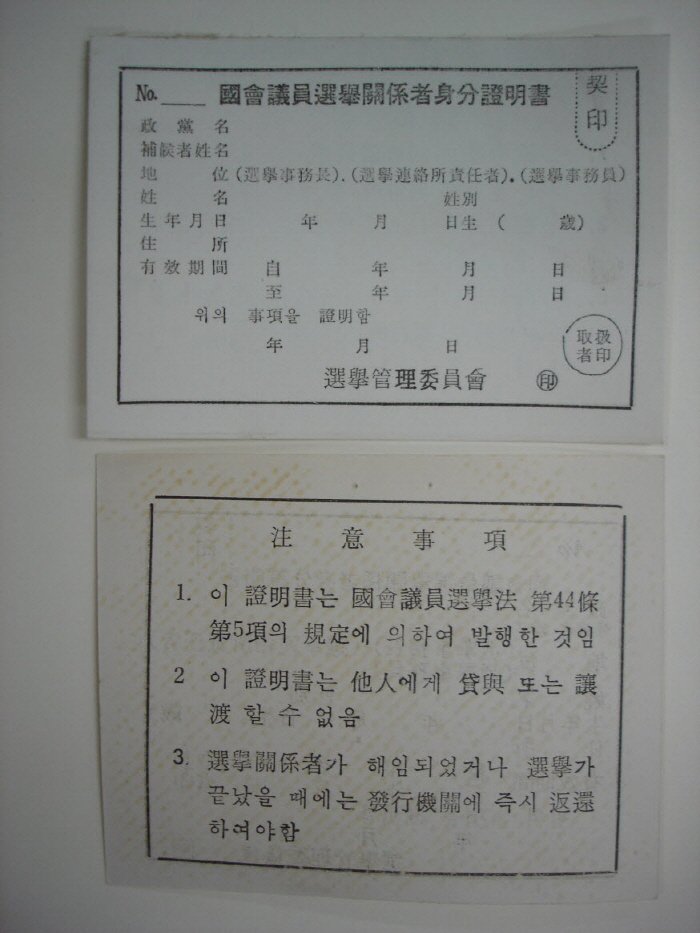 No.____ 國會議員選擧關係者身分證明書
契印
政黨名
補候者姓名
地位 (選擧事務長). (選擧連絡所責任者). (選擧事務員)
姓名 姓別
生年月日 年 月 日生 ( 歲)
住所
有效期間 自 年 月 日
至 年 月 日
위의 事項을 證明함
年 月 日
取扱者印
選擧管理委員會 印
注意事項
1. 이 證明書는 國會議員選擧法 第44條
第5項의 規定에 의하여 발행한 것임
2 이 證明書는 他人에게 貸與 또는 讓
渡 할 수 없음
3. 選擧關係者가 해임되었거나 選擧가
끝났을 때에는 發行機關에 즉시 返還
하여야함